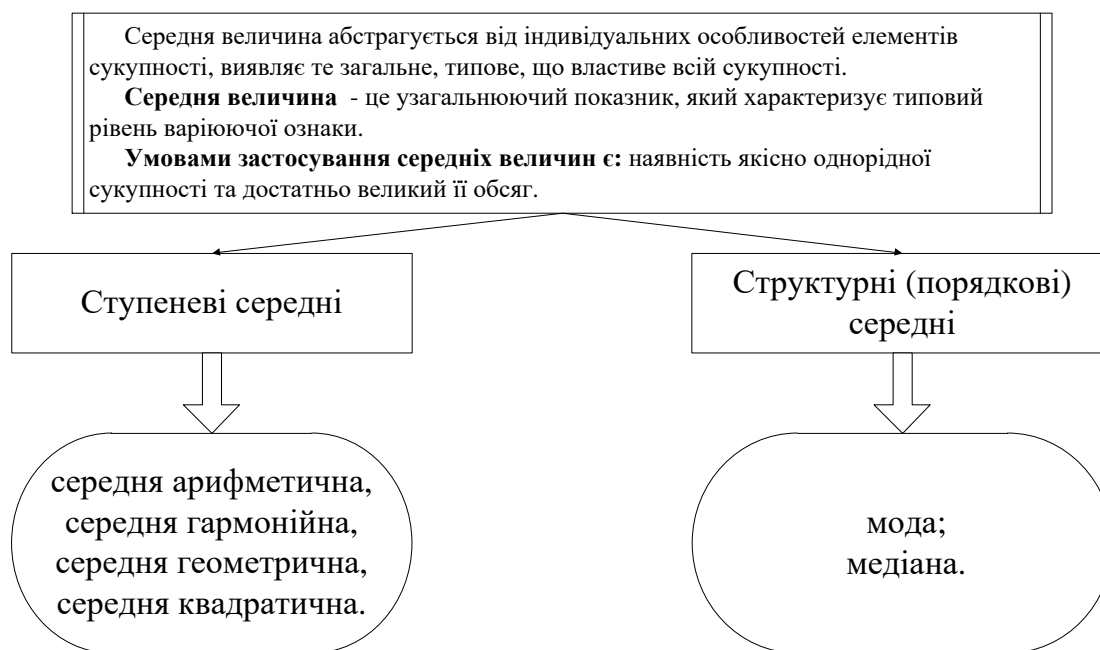 Середня величина абстрагується від індивідуальних особливостей елементів
сукупності, виявляє те загальне, типове, що властиве всій сукупності.
Середня величина - це узагальнюючий показник, який характеризує типовий
рівень варіюючої ознаки.
Умовами застосування середніх величин є: наявність якісно однорідної
сукупності та достатньо великий її обсяг.
Ступеневі середні
Структурні (порядкові)
середні
середня арифметична,
середня гармонійна,
середня геометрична,
середня квадратична.
мода;
медіана.